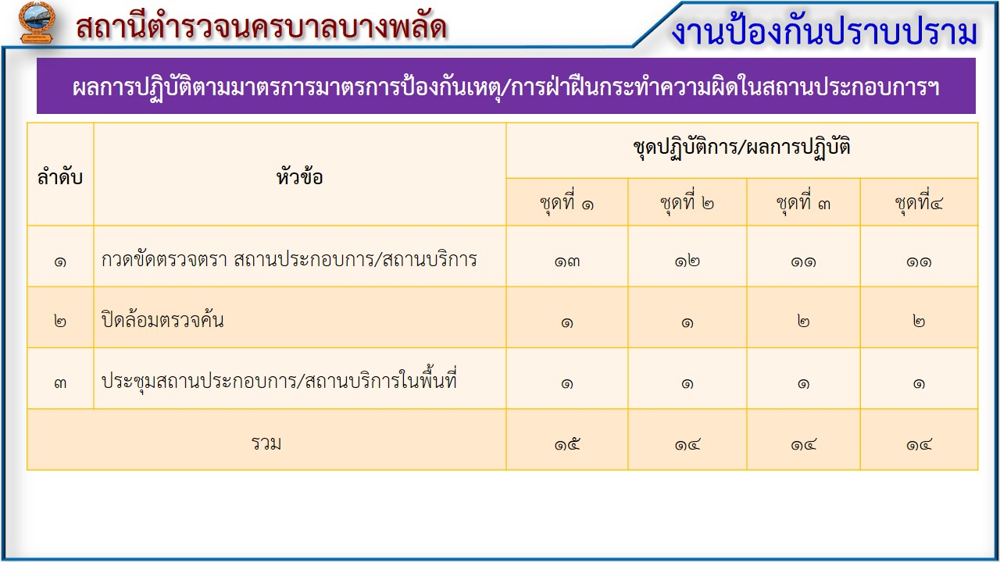 สถานีตำรวจนครบาลบางพลัด
งานป้องกันปราบปราม
ผลการปฏิบัติตามมาตรการมาตรการป้องกันเหตุ/การฝ่าฝืนกระทำความผิดในสถานประกอบการฯ
ลำดับ หัวข้อ ชุดปฏิบัติการ/ผลการปฏิบัติ
ชุดที่ ๑ ชุดที่ ๒ ชุดที่ ๓ ชุดที่๔
๑ กวดขัดตรวจตรา สถานประกอบการ/สถานบริการ ๑๓ ๑๒ ๑๑ ๑๑
๒ ปิดล้อมตรวจค้น ๑ ๑ ๒ ๒
๓ ประชุมสถานประกอบการ/สถานบริการในพื้นที่ ๑ ๑ ๑ ๑
รวม ๑๕ ๑๔ ๑๔ ๑๔